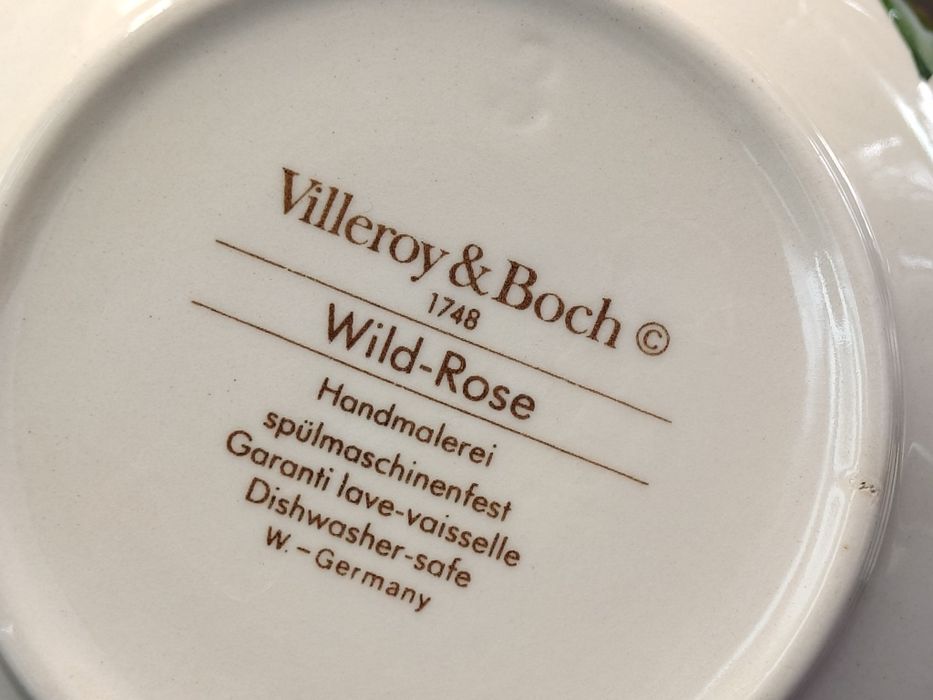 Villeroy & Boch ©
1748
Wild-Rose
Handmalerei
spülmaschinenfest
Garanti lave-vaisselle
Dishwasher-safe
W.-Germany